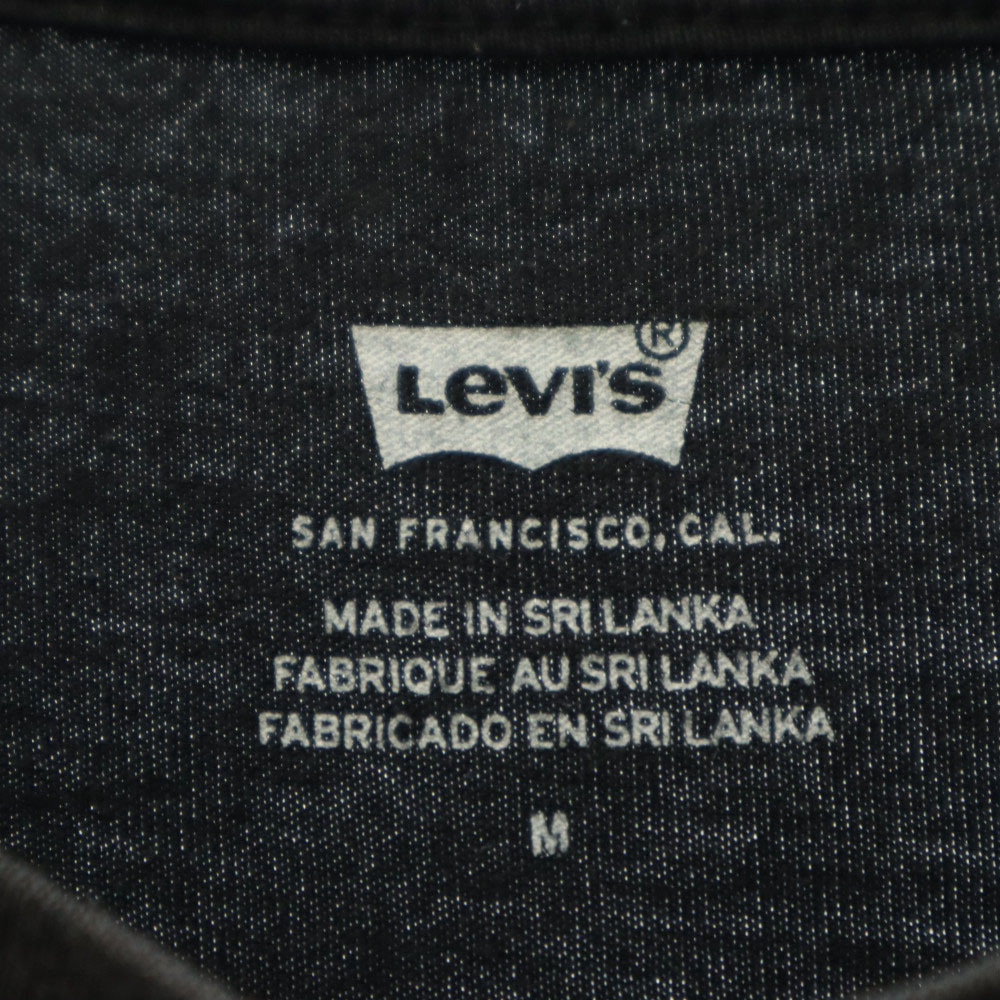 LEVI'S®
SAN FRANCISCO, CAL.
MADE IN SRI LANKA
FABRIQUE AU SRI LANKA
FABRICADO EN SRI LANKA
M